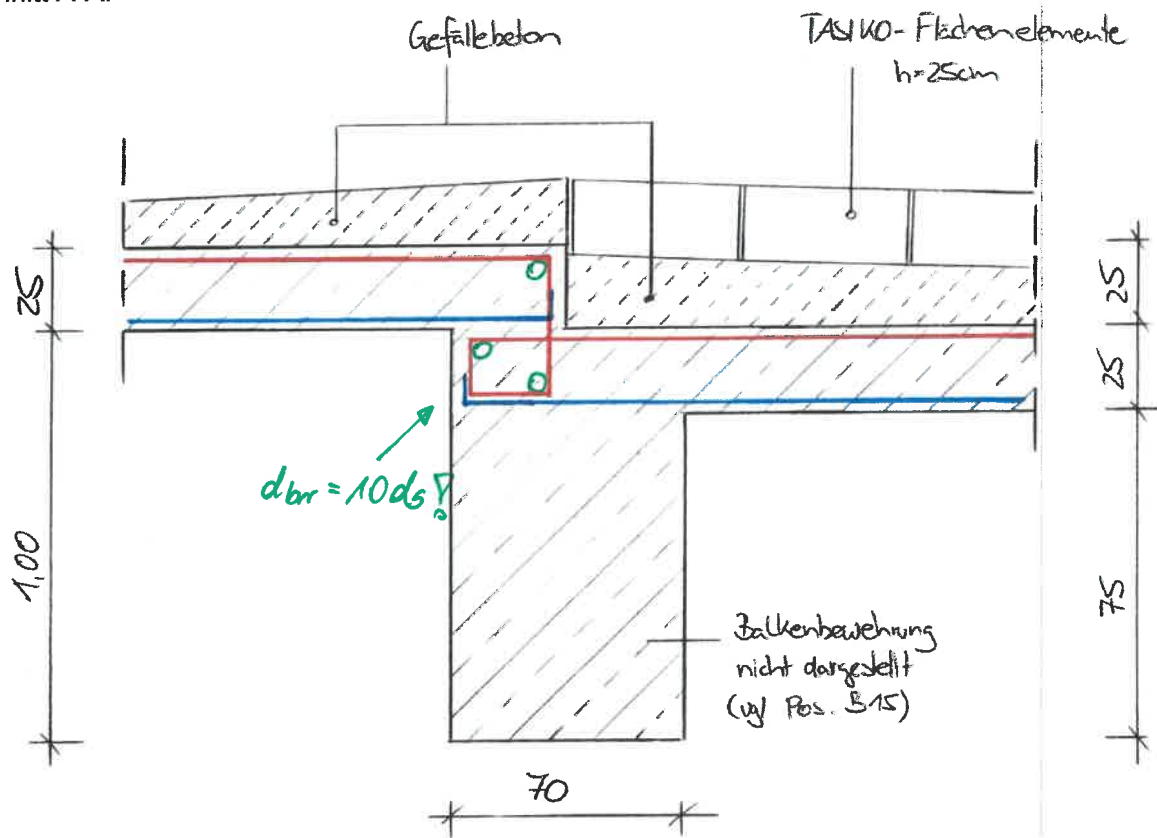 Gefällebeton
TASIKO-Flächenelemente
h=25cm
25
25
25
dbr = 10ds!
1,00
75
Balkenbewehrung
nicht dargestellt
(vgl Pos. B15)
70